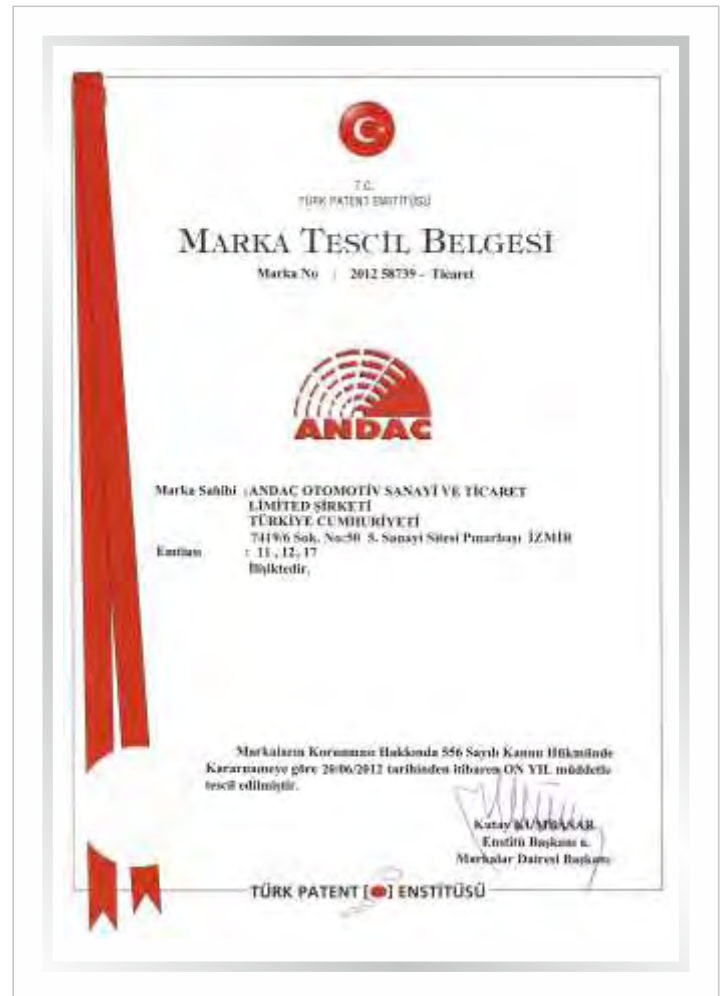 T.C.
TÜRK PATENT ENSTİTÜSÜ
MARKA TESCİL BELGESİ
Marka No : 2012 58739 - Ticaret
ANDAC
Marka Sahibi : ANDAÇ OTOMOTİV SANAYİ VE TİCARET
LİMİTED ŞİRKETİ
TÜRKİYE CUMHURİYETİ
7419/6 Sok. No:50 5. Sanayi Sitesi Pınarbaşı İZMİR
Emtiası : 11 , 12, 17
İlişiktedir.
Markaların Korunması Hakkında 556 Sayılı Kanun Hükmünde
Kararnameye göre 20/06/2012 tarihinden itibaren ON YIL müddetle
tescil edilmiştir.
KUMBASAR
Enstitü Başkanı a.
Markalar Dairesi Başkanı
TÜRK PATENT [ ] ENSTİTÜSÜ